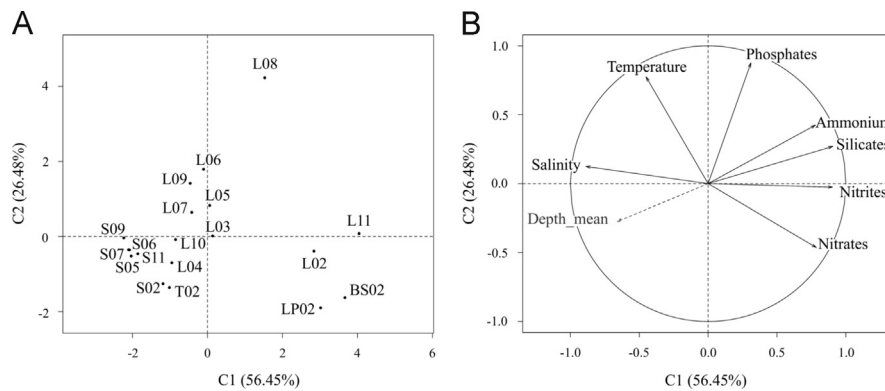 A
B
L08
L06
L09
L05
L07
L03
L11
S09
S06
L10
S07
S05
S11
L04
L02
S02
T02
LP02
BS02
4
2
0
-2
-2
0
2
4
6
C2 (26.48%)
C1 (56.45%)
Phosphates
Temperature
Ammonium
Silicates
Salinity
Nitrites
Depth_mean
Nitrates
1.0
0.5
0.0
-0.5
-1.0
-1.0
-0.5
0.0
0.5
1.0
C2 (26.48%)
C1 (56.45%)